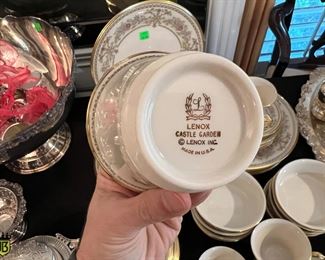 L
LENOX
CASTLE GARDEN
© LENOX INC.
MADE IN U.S.A.